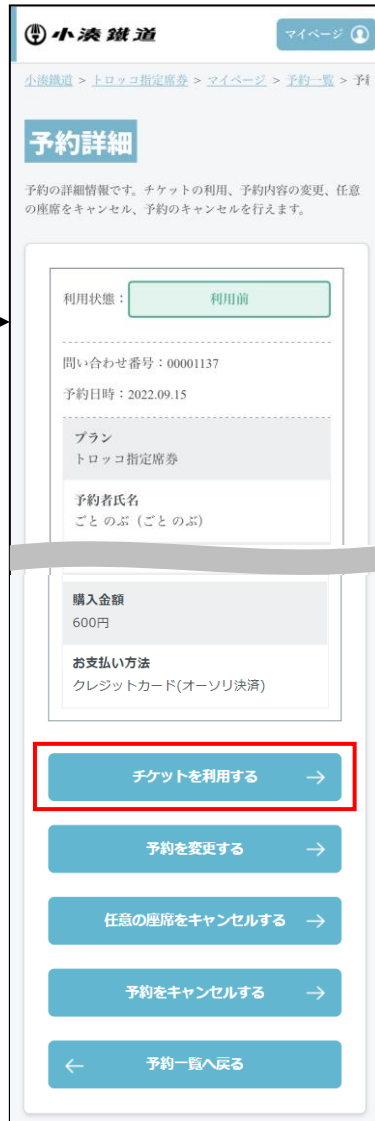 小湊鐵道
マイページ
小湊鐵道 > トロッコ指定席券 > マイページ > 予約一覧 > 予約
予約詳細
予約の詳細情報です。チケットの利用、予約内容の変更、任意
の座席をキャンセル、予約のキャンセルを行えます。
利用状態：
利用前
問い合わせ番号：00001137
予約日時：2022.09.15
プラン
トロッコ指定席券
予約者氏名
ごと のぶ（ごと のぶ）
購入金額
600円
お支払い方法
クレジットカード(オーソリ決済)
チケットを利用する →
予約を変更する →
任意の座席をキャンセルする →
予約をキャンセルする →
← 予約一覧へ戻る